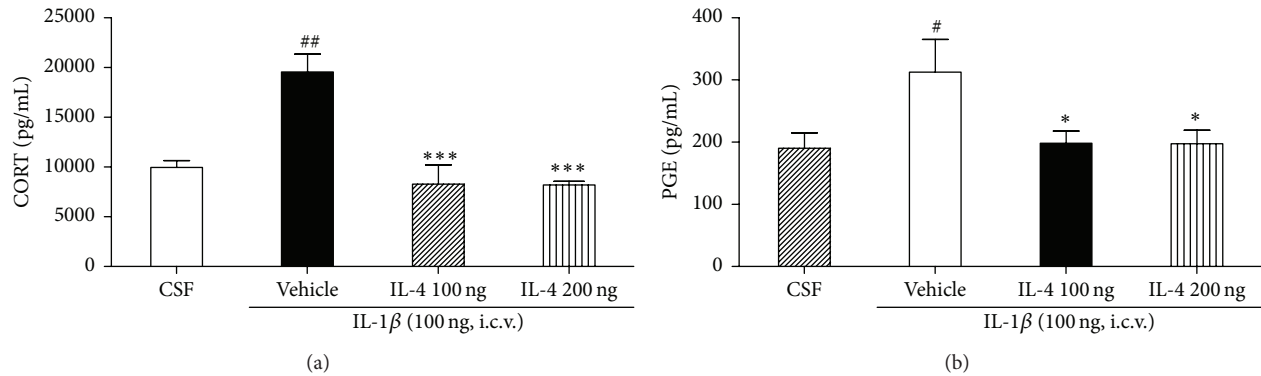 CORT (pg/mL)
25000
20000
15000
10000
5000
0
##
***
***
CSF
Vehicle
IL-4 100 ng
IL-4 200 ng
IL-1β (100 ng, i.c.v.)
(a)
PGE (pg/mL)
400
300
200
100
0
#
*
*
CSF
Vehicle
IL-4 100 ng
IL-4 200 ng
IL-1β (100 ng, i.c.v.)
(b)